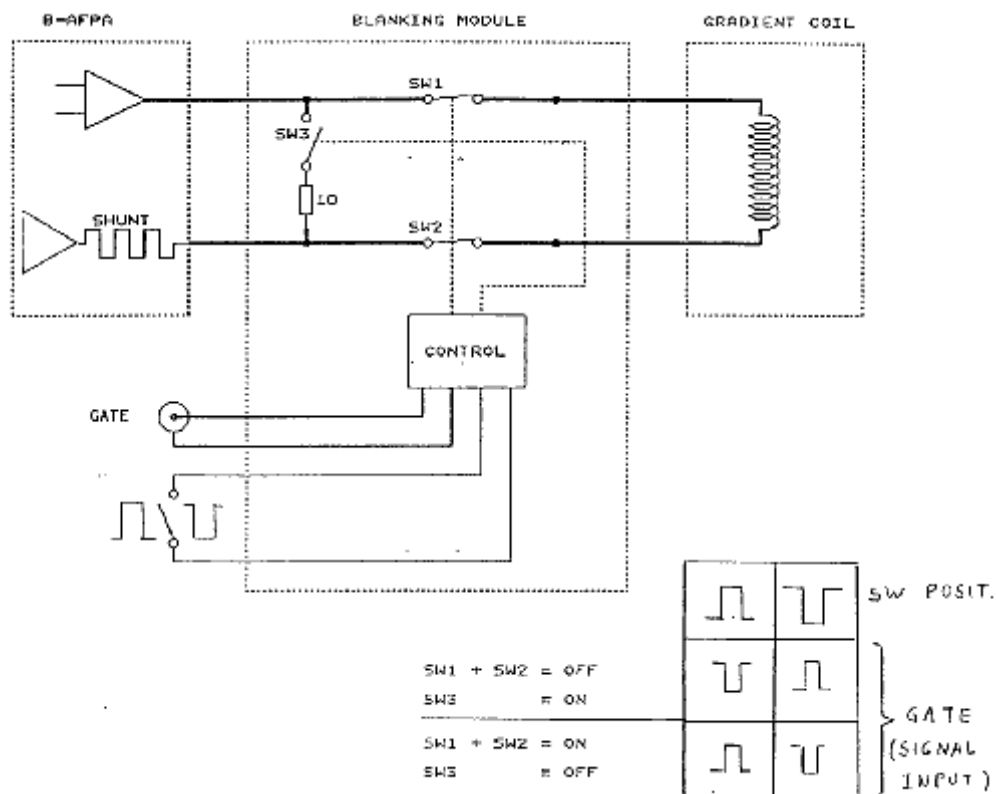 B-AFPA
BLANKING MODULE
GRADIENT COIL
SW1
SW3
10
SHUNT
SW2
CONTROL
GATE
SW POSIT.
SW1 + SW2 = OFF
SW3 = ON
SW1 + SW2 = ON
SW3 = OFF
GATE
(SIGNAL
INPUT)